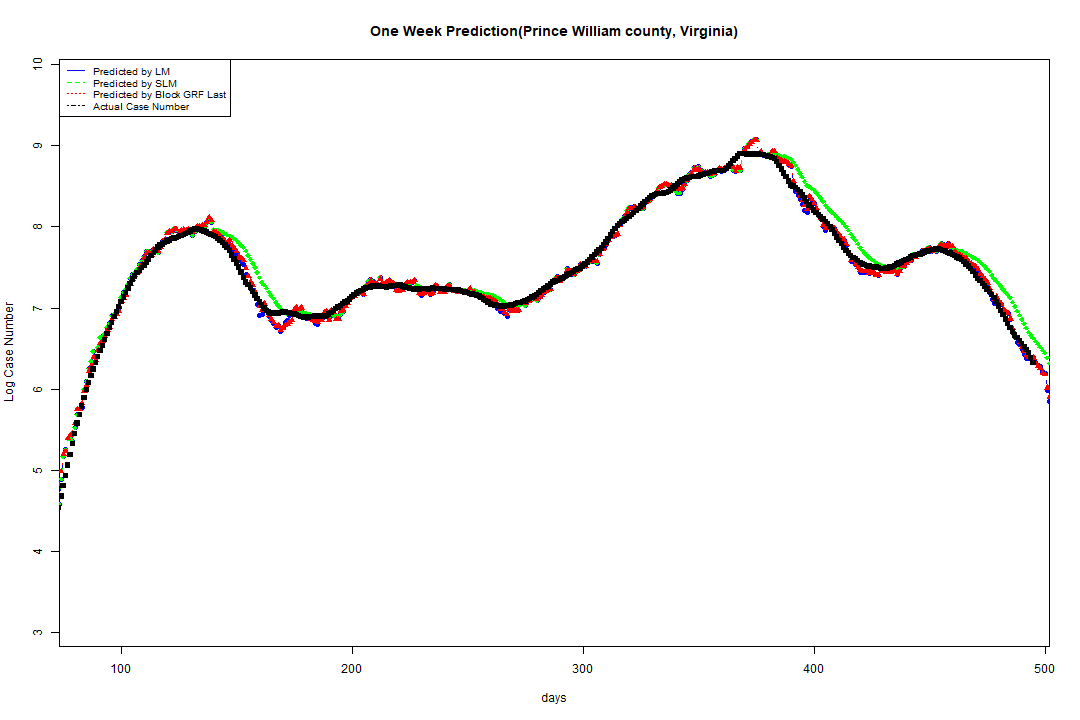 One Week Prediction(Prince William county, Virginia)
Predicted by LM
Predicted by SLM
Predicted by Block GRF Last
Actual Case Number
10
9
8
7
6
5
4
3
Log Case Number
100 200 300 400 500
days